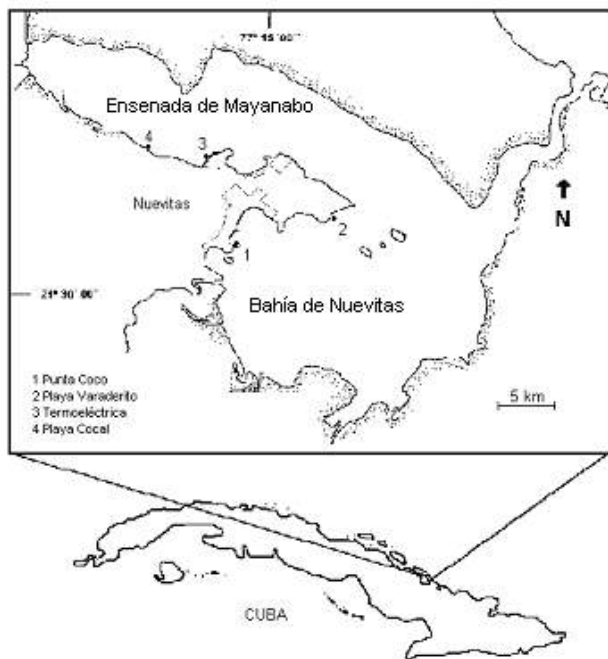 77° 15´ 00´´
Ensenada de Mayanabo
4
3
Nuevitas
N
2
1
21° 30´ 00´´
Bahía de Nuevitas
1 Punta Coco
2 Playa Varaderito
3 Termoeléctrica
4 Playa Cocal
5 km
CUBA